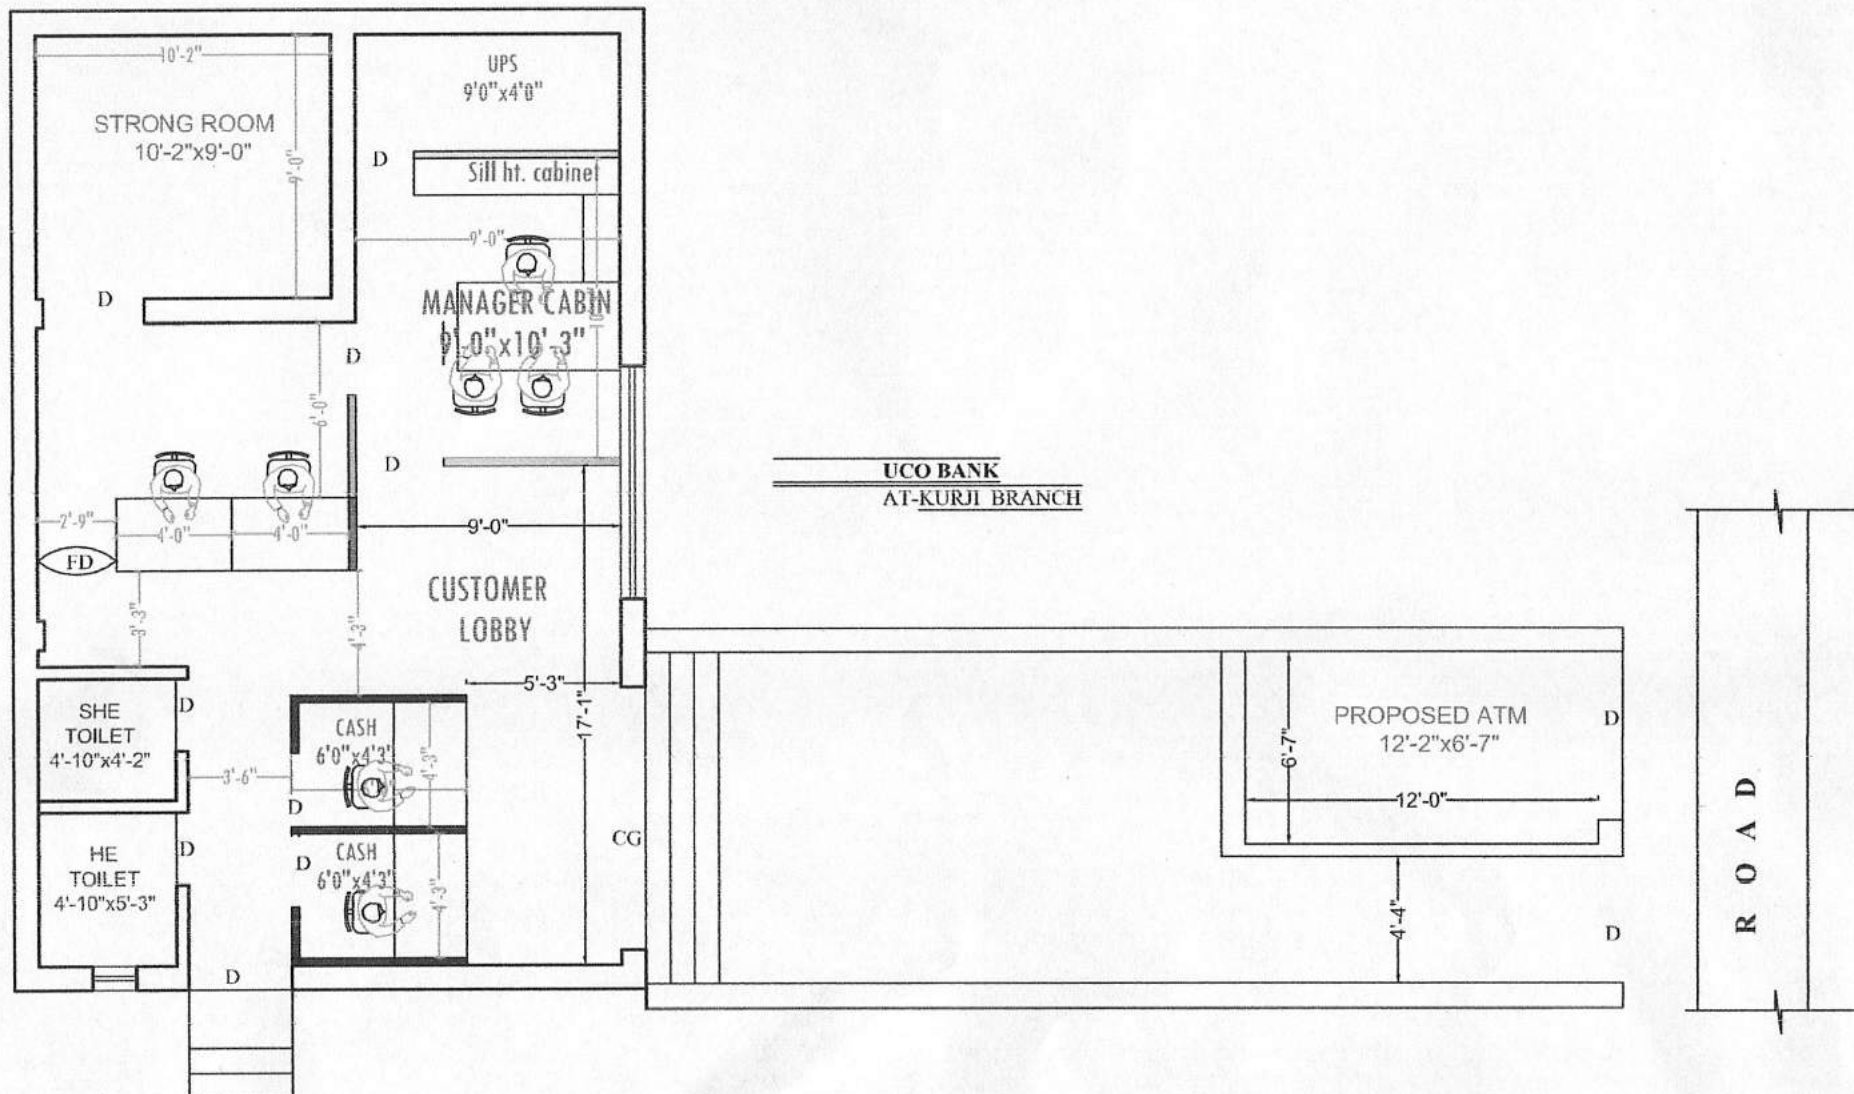 10'-2"
STRONG ROOM
10'-2"x9'-0"
9'-0"
UPS
9'0"x4'0"
D
Sill ht. cabinet
9'-0"
D
MANAGER CABIN
9'-0"x10'-3"
D
6'-0"
D
2'-9"
4'-0"
4'-0"
9'-0"
FD
UCO BANK
AT-KURJI BRANCH
CUSTOMER
LOBBY
3'-3"
4'-3"
5'-3"
17'-1"
SHE
TOILET
4'-10"x4'-2"
D
CASH
6'0"x4'3'
4'-3"
3'-6"
D
HE
TOILET
4'-10"x5'-3"
D
D
CASH
6'0"x4'3'
4'-3"
D
CG
PROPOSED ATM
12'-2"x6'-7"
D
6'-7"
12'-0"
4'-4"
D
ROAD